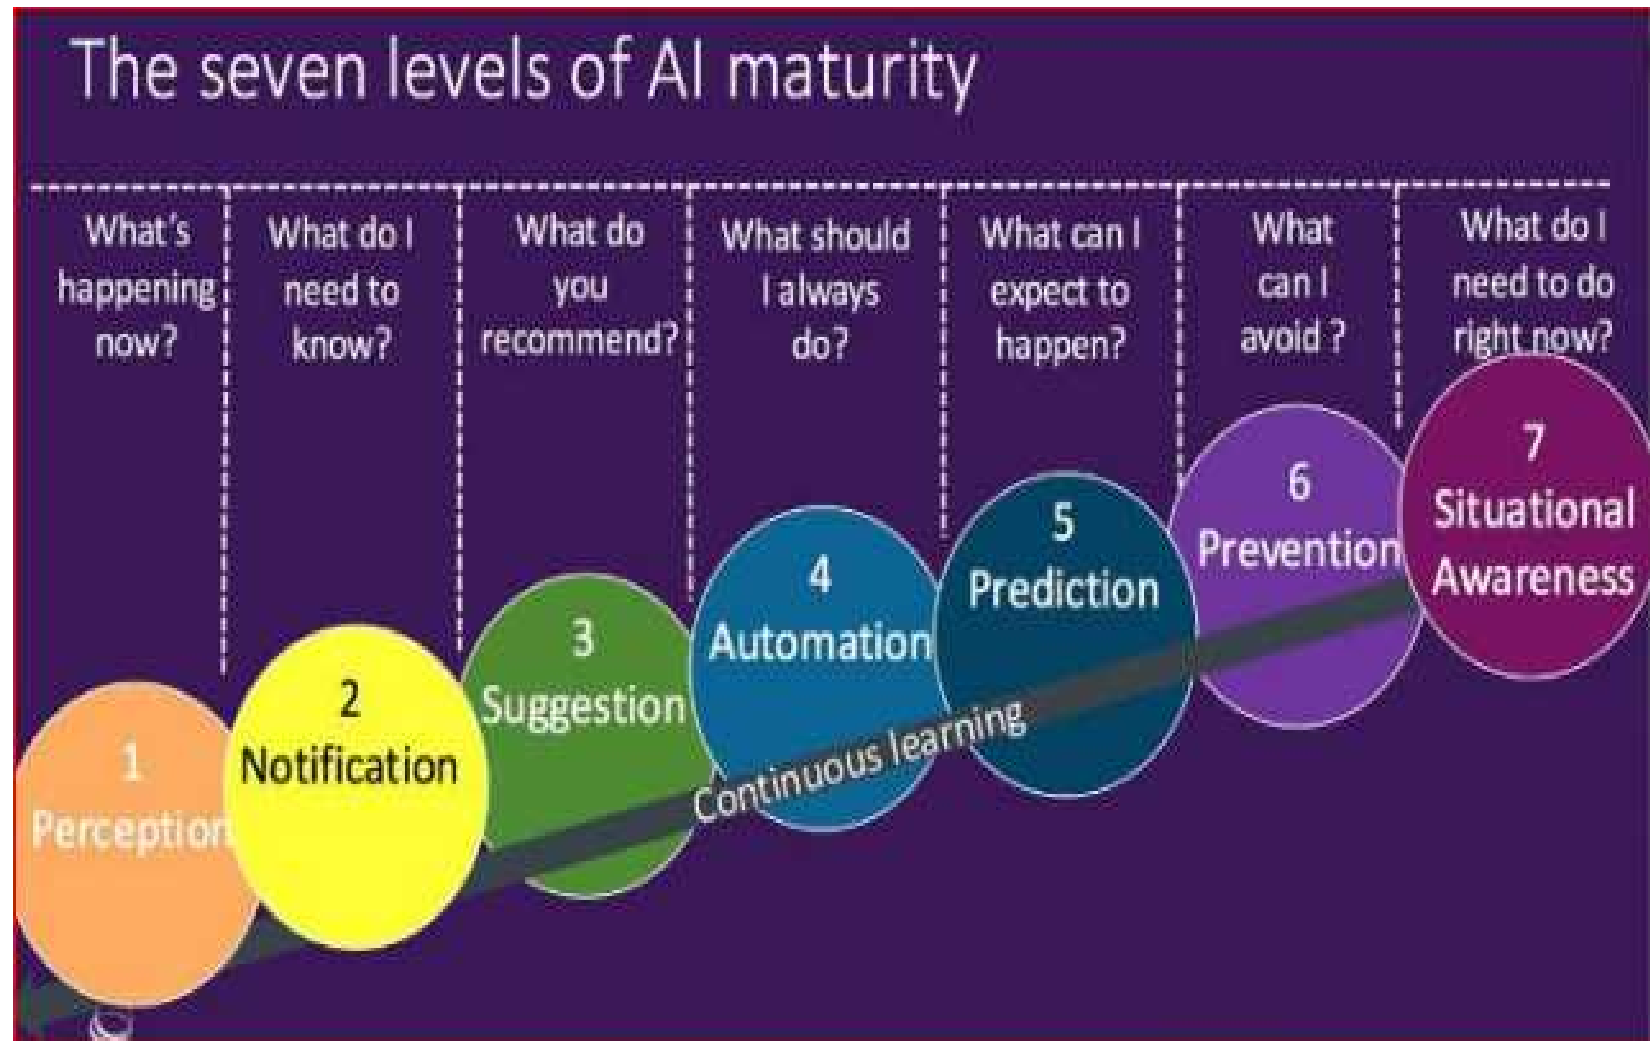 The seven levels of AI maturity
What's
happening
now?
What do I
need to
know?
What do
you
recommend?
What should
I always
do?
What can I
expect to
happen?
What
can I
avoid ?
What do I
need to do
right now?
1
Perception
2
Notification
3
Suggestion
4
Automation
5
Prediction
6
Prevention
7
Situational
Awareness
Continuous learning